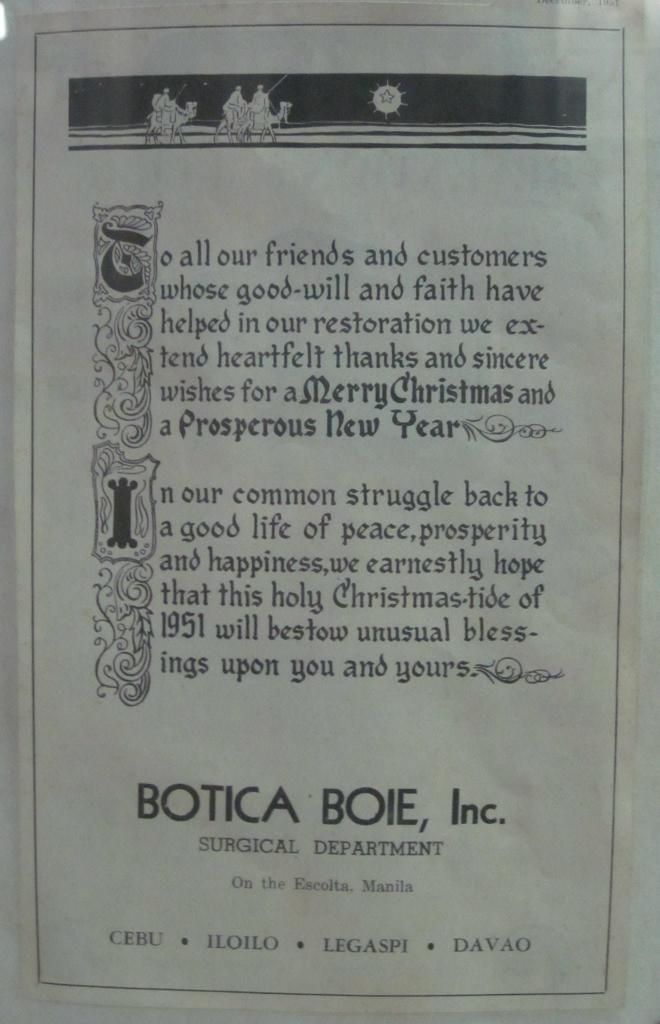 December, 1951
To all our friends and customers
whose good-will and faith have
helped in our restoration we ex-
tend heartfelt thanks and sincere
wishes for a Merry Christmas and
a Prosperous New Year
In our common struggle back to
a good life of peace, prosperity
and happiness, we earnestly hope
that this holy Christmas-tide of
1951 will bestow unusual bless-
ings upon you and yours.
BOTICA BOIE, Inc.
SURGICAL DEPARTMENT
On the Escolta, Manila
CEBU • ILOILO • LEGASPI • DAVAO